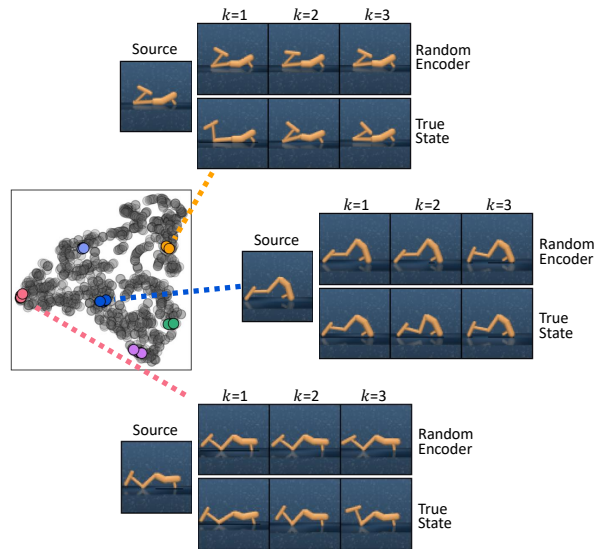 k=1 k=2 k=3
Source
Random
Encoder
True
State
k=1 k=2 k=3
Source
Random
Encoder
True
State
k=1 k=2 k=3
Source
Random
Encoder
True
State